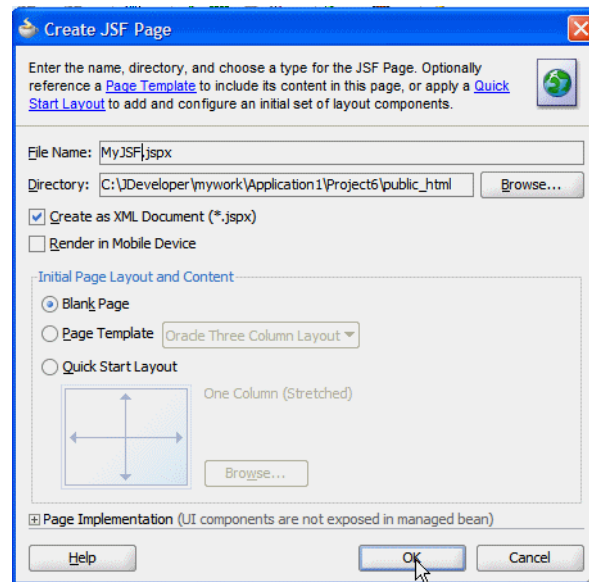 Create JSF Page
Enter the name, directory, and choose a type for the JSF Page. Optionally
reference a Page Template to include its content in this page, or apply a Quick
Start Layout to add and configure an initial set of layout components.
File Name: MyJSF.jspx
Directory: C:\JDeveloper\mywork\Application1\Project6\public_html Browse...
Create as XML Document (*.jspx)
Render in Mobile Device
Initial Page Layout and Content
Blank Page
Page Template Oracle Three Column Layout
Quick Start Layout
One Column (Stretched)
Browse...
Page Implementation (UI components are not exposed in managed bean)
Help OK Cancel